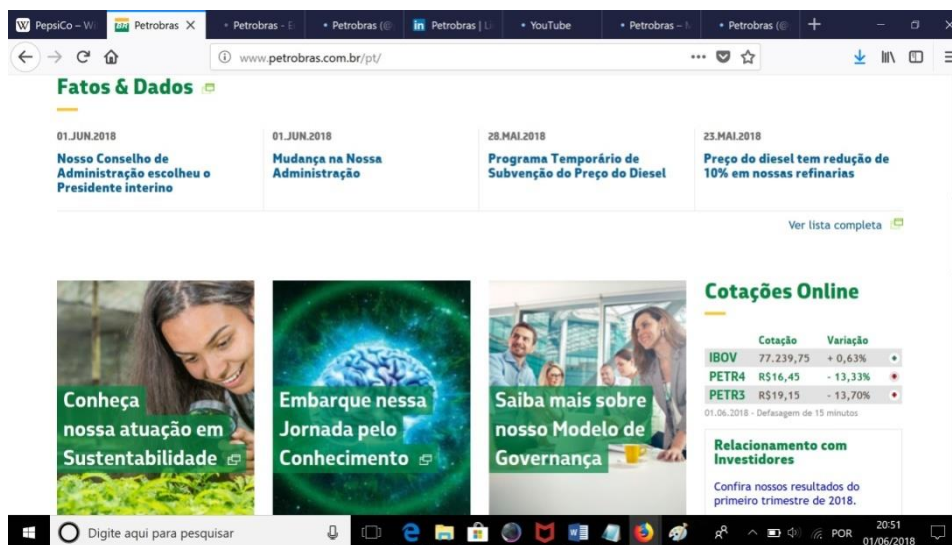 PepsiCo – W
Petrobras
Petrobras -
Petrobras (@
Petrobras | Li
YouTube
Petrobras –
Petrobras (@
www.petrobras.com.br/pt/
Fatos & Dados
01.JUN.2018
Nosso Conselho de
Administração escolheu o
Presidente interino
01.JUN.2018
Mudança na Nossa
Administração
28.MAI.2018
Programa Temporário de
Subvenção do Preço do Diesel
23.MAI.2018
Preço do diesel tem redução de
10% em nossas refinarias
Ver lista completa
Conheça
nossa atuação em
Sustentabilidade
Embarque nessa
Jornada pelo
Conhecimento
Saiba mais sobre
nosso Modelo de
Governança
Cotações Online
Cotação Variação
IBOV 77.239,75 + 0,63%
PETR4 R$16,45 - 13,33%
PETR3 R$19,15 - 13,70%
01.06.2018 - Defasagem de 15 minutos
Relacionamento com
Investidores
Confira nossos resultados do
primeiro trimestre de 2018.
Digite aqui para pesquisar
POR
20:51
01/06/2018